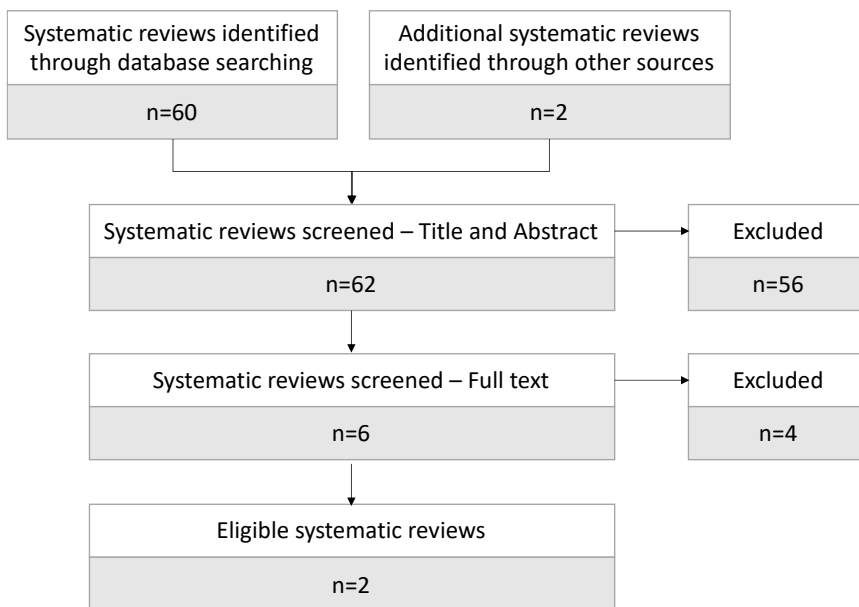 Systematic reviews identified
through database searching
n=60
Additional systematic reviews
identified through other sources
n=2
Systematic reviews screened – Title and Abstract
n=62
Excluded
n=56
Systematic reviews screened – Full text
n=6
Excluded
n=4
Eligible systematic reviews
n=2